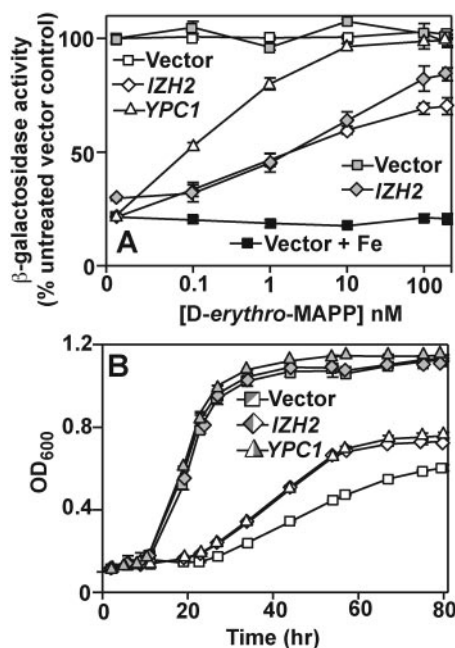 β-galactosidase activity
(% untreated vector control)
100
50
0
A
Vector
IZH2
YPC1
Vector
IZH2
Vector + Fe
0 0.1 1 10 100
[D-erythro-MAPP] nM
B
OD600
1.2
0.8
0.4
0
Vector
IZH2
YPC1
0 20 40 60 80
Time (hr)